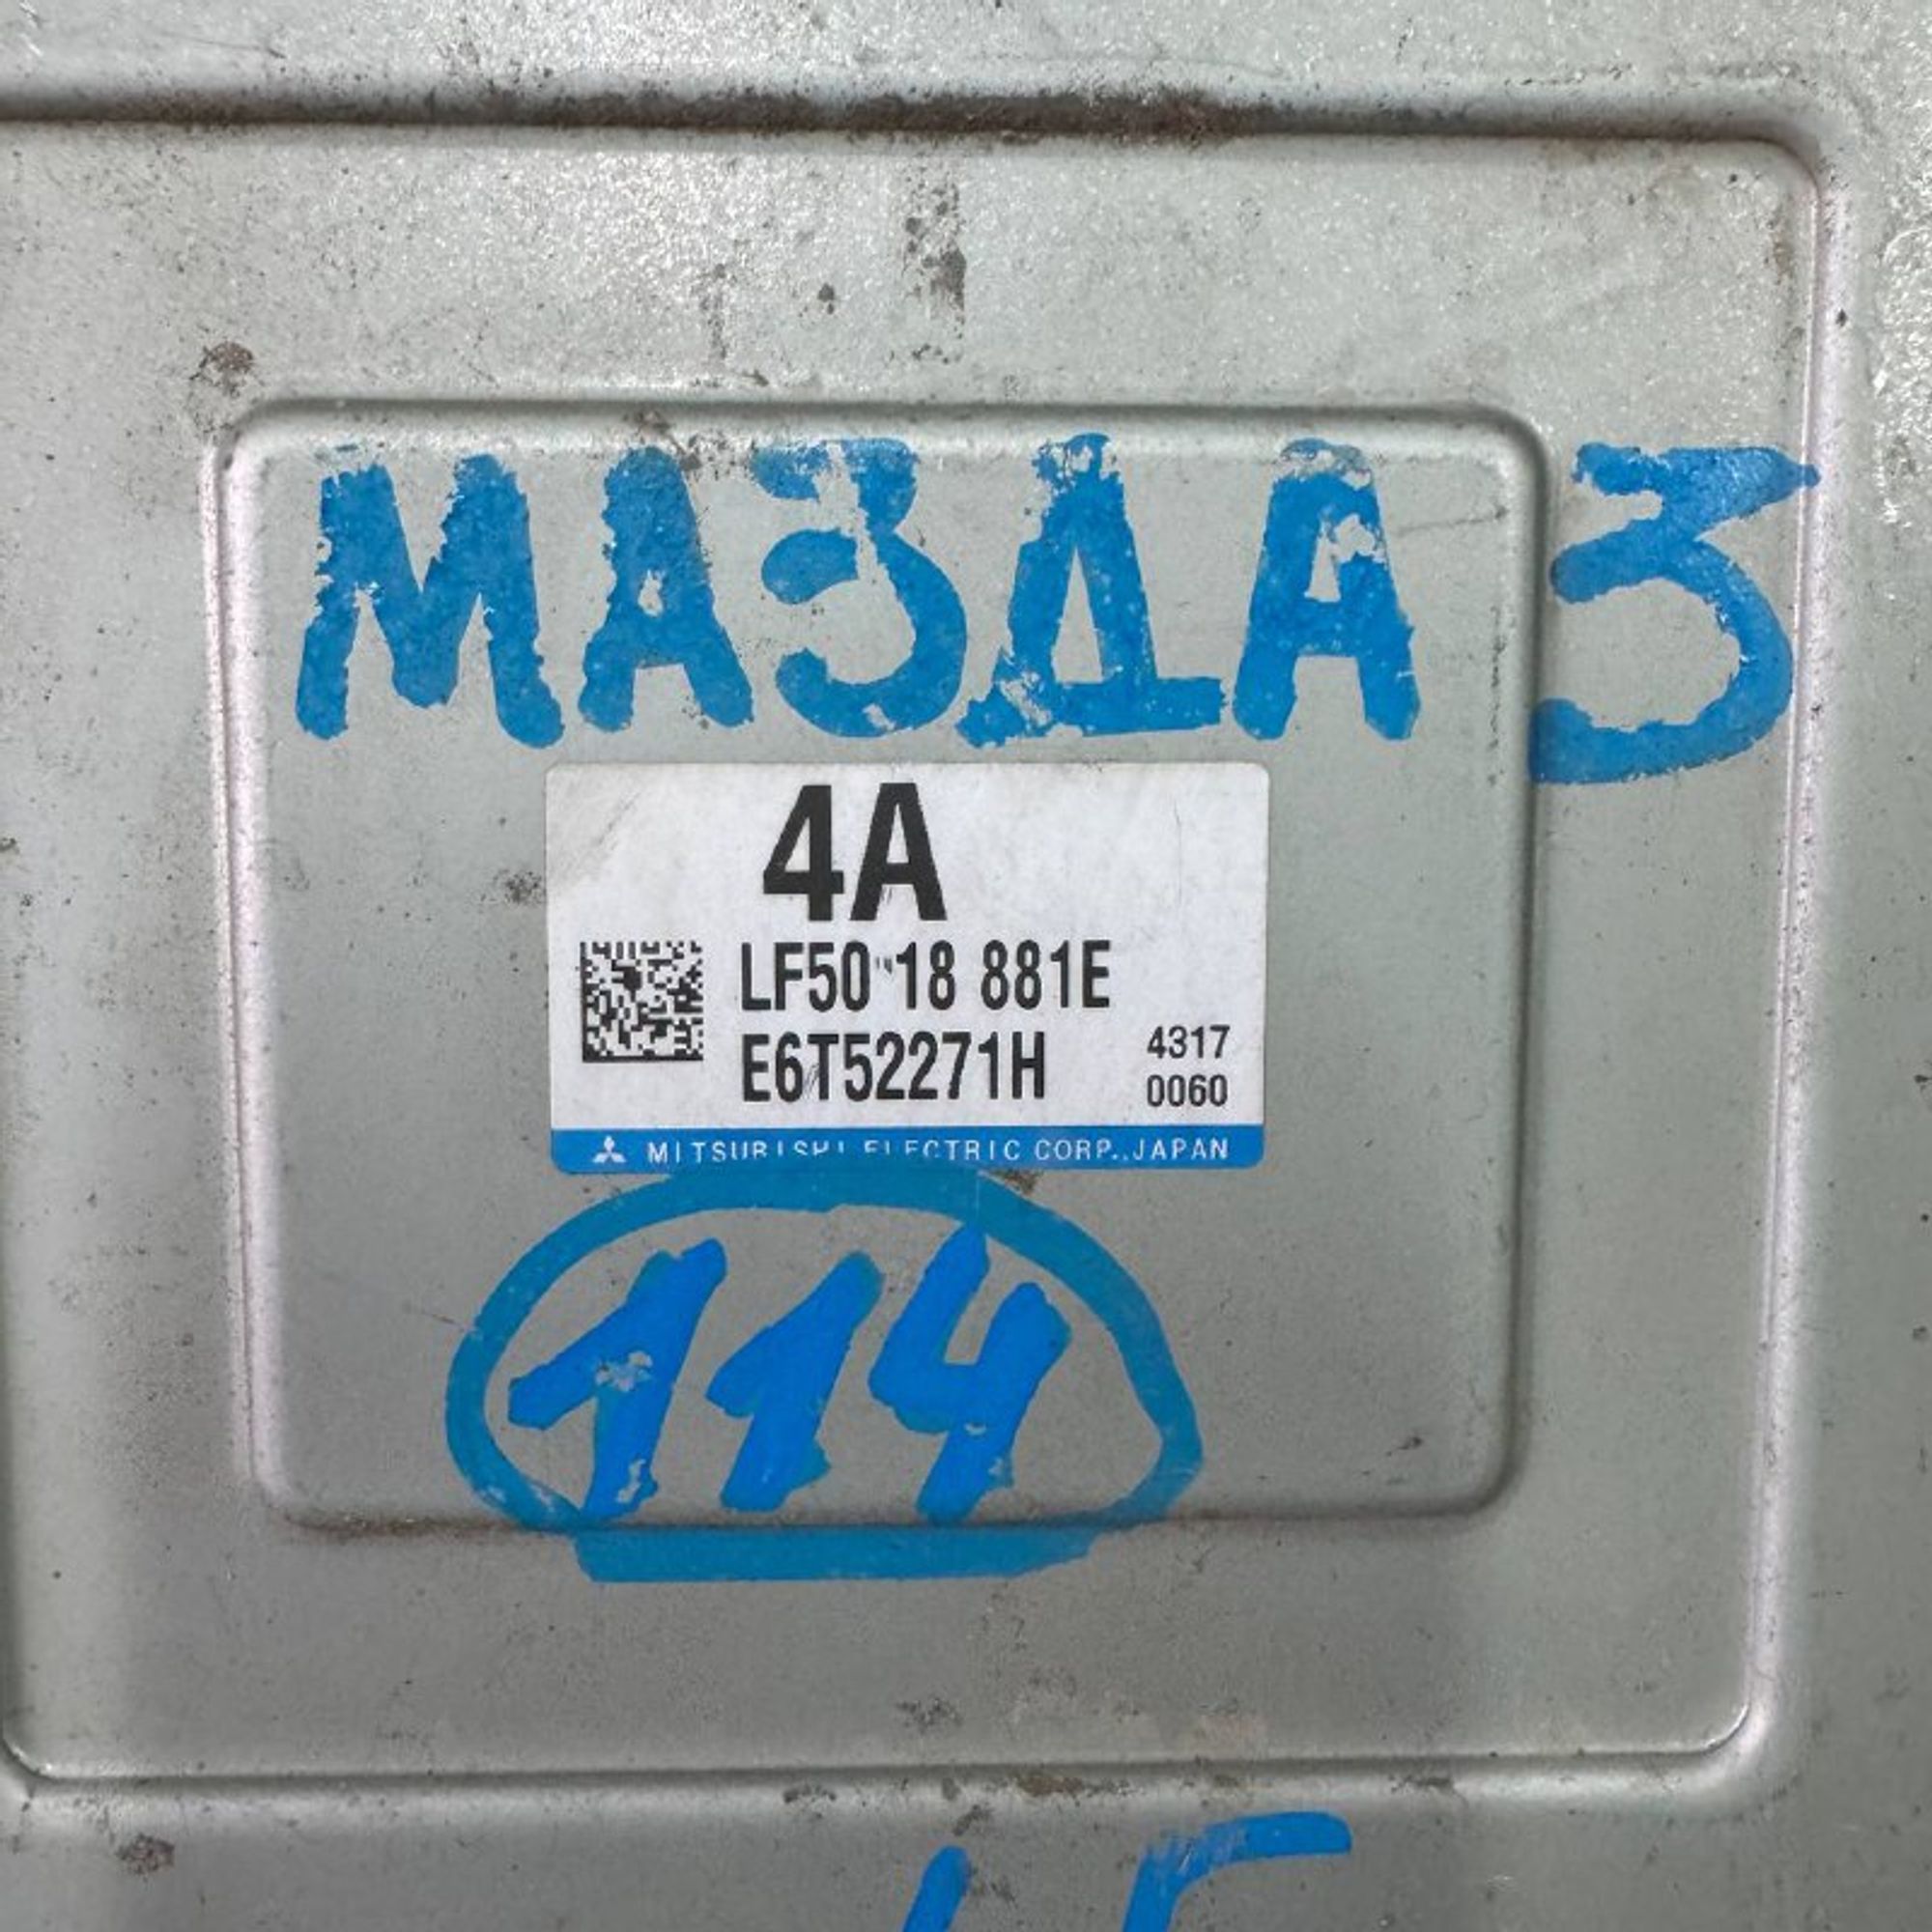 МАЗДА 3
4A
LF50 18 881E
E6T52271H
4317
0060
MITSUBISHI ELECTRIC CORP.,JAPAN
114